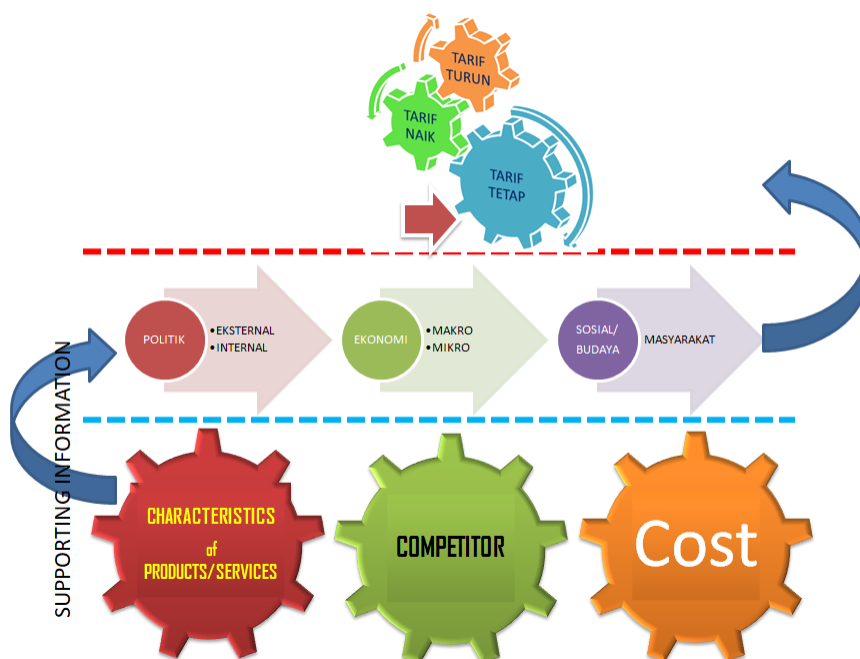 TARIF
TURUN
TARIF
NAIK
TARIF
TETAP
POLITIK
•EKSTERNAL
•INTERNAL
EKONOMI
•MAKRO
•MIKRO
SOSIAL/
BUDAYA
MASYARAKAT
SUPPORTING INFORMATION
CHARACTERISTICS
of
PRODUCTS/SERVICES
COMPETITOR
Cost